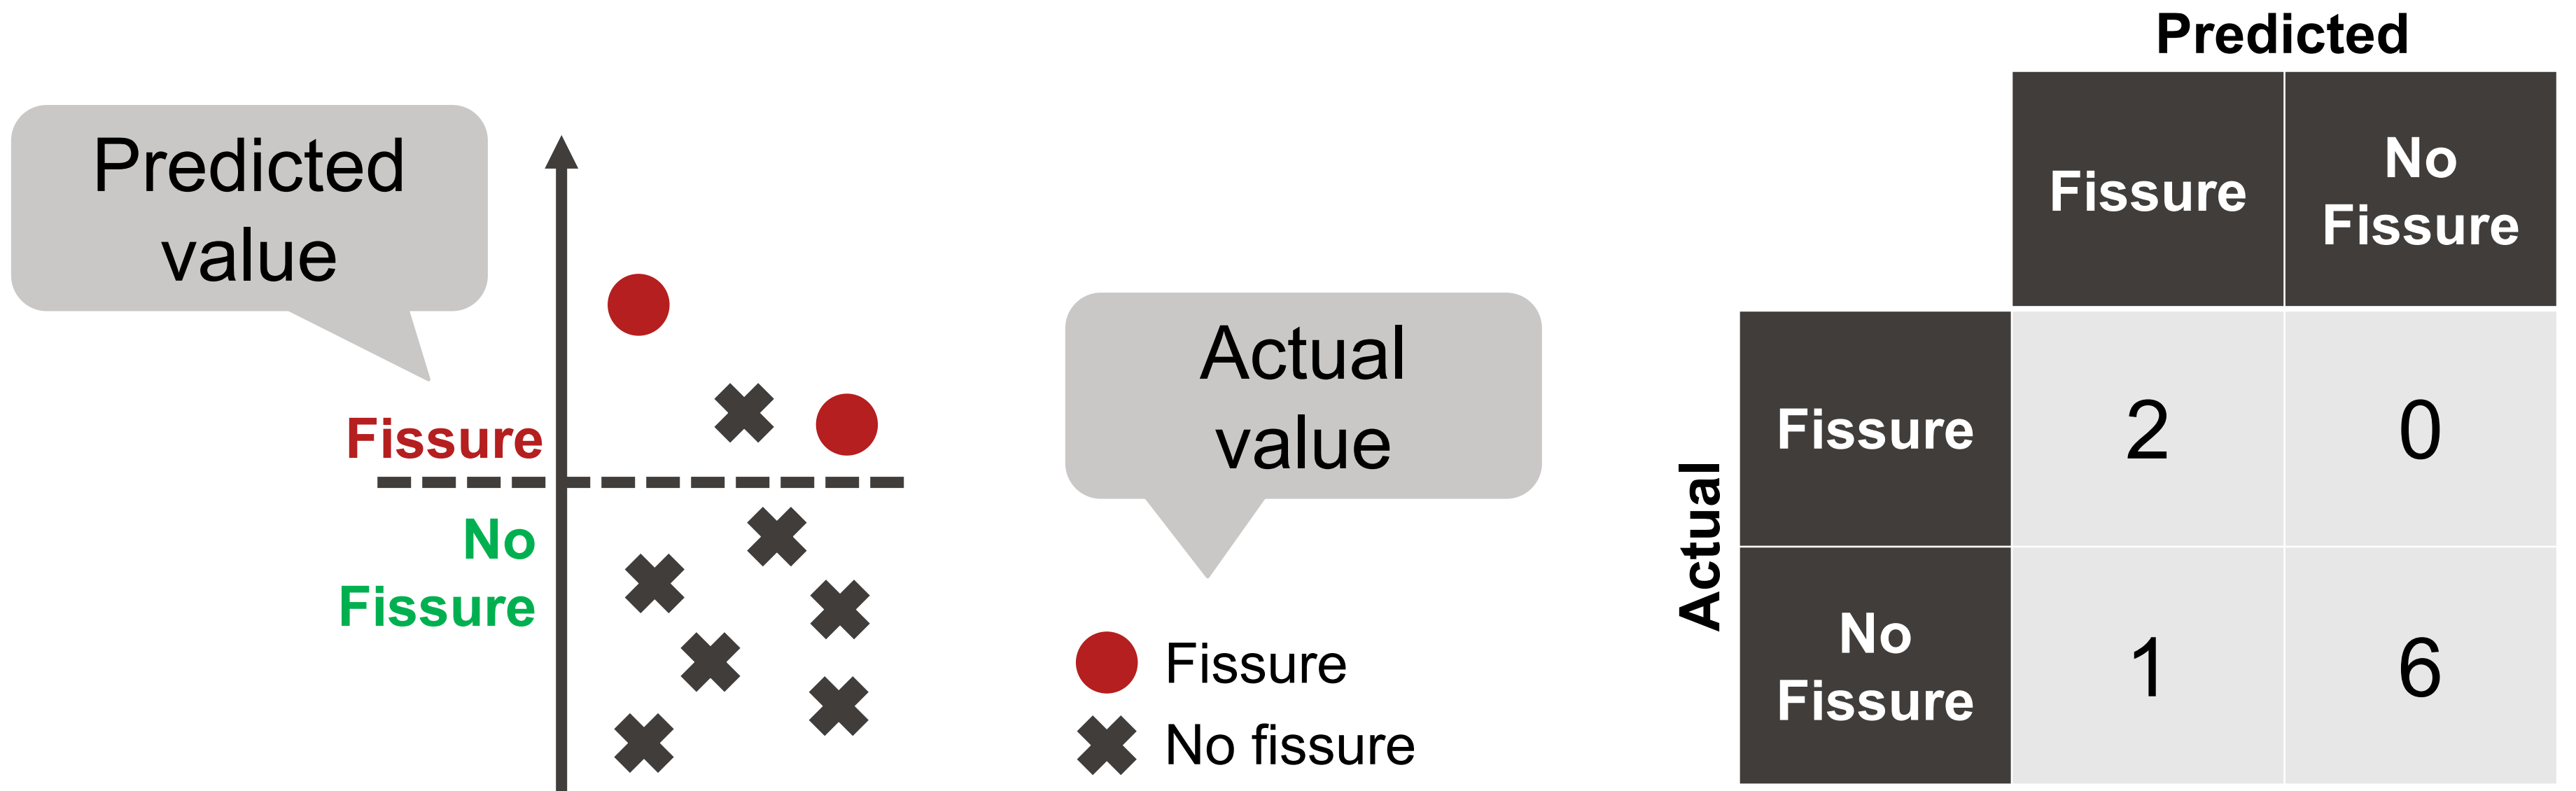 Predicted
value
Fissure
No
Fissure
Actual
value
Fissure
No fissure
Predicted
Fissure
No
Fissure
Actual
Fissure
2
0
No
Fissure
1
6